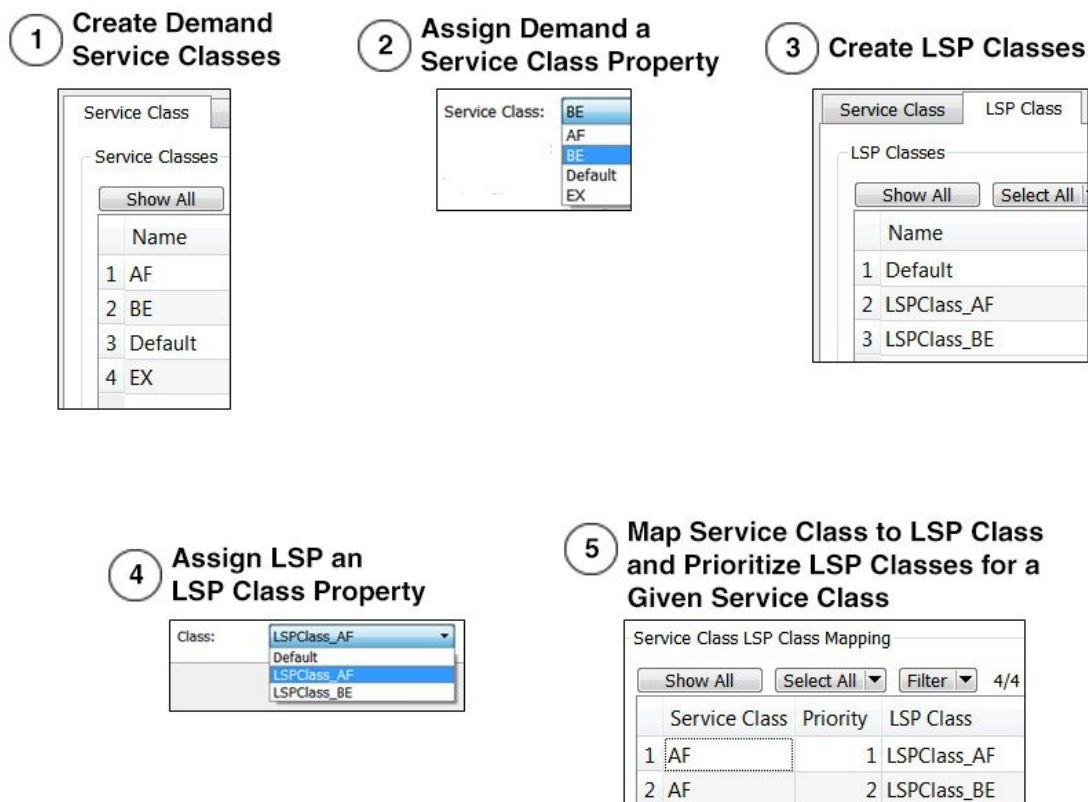 1
Create Demand
Service Classes
Service Class
Service Classes
Show All
Name
1 AF
2 BE
3 Default
4 EX
2
Assign Demand a
Service Class Property
Service Class: BE
AF
BE
Default
EX
3
Create LSP Classes
Service Class LSP Class
LSP Classes
Show All Select All
Name
1 Default
2 LSPClass_AF
3 LSPClass_BE
4
Assign LSP an
LSP Class Property
Class: LSPClass_AF
Default
LSPClass_AF
LSPClass_BE
5
Map Service Class to LSP Class
and Prioritize LSP Classes for a
Given Service Class
Service Class LSP Class Mapping
Show All Select All Filter 4/4
Service Class Priority LSP Class
1 AF 1 LSPClass_AF
2 AF 2 LSPClass_BE